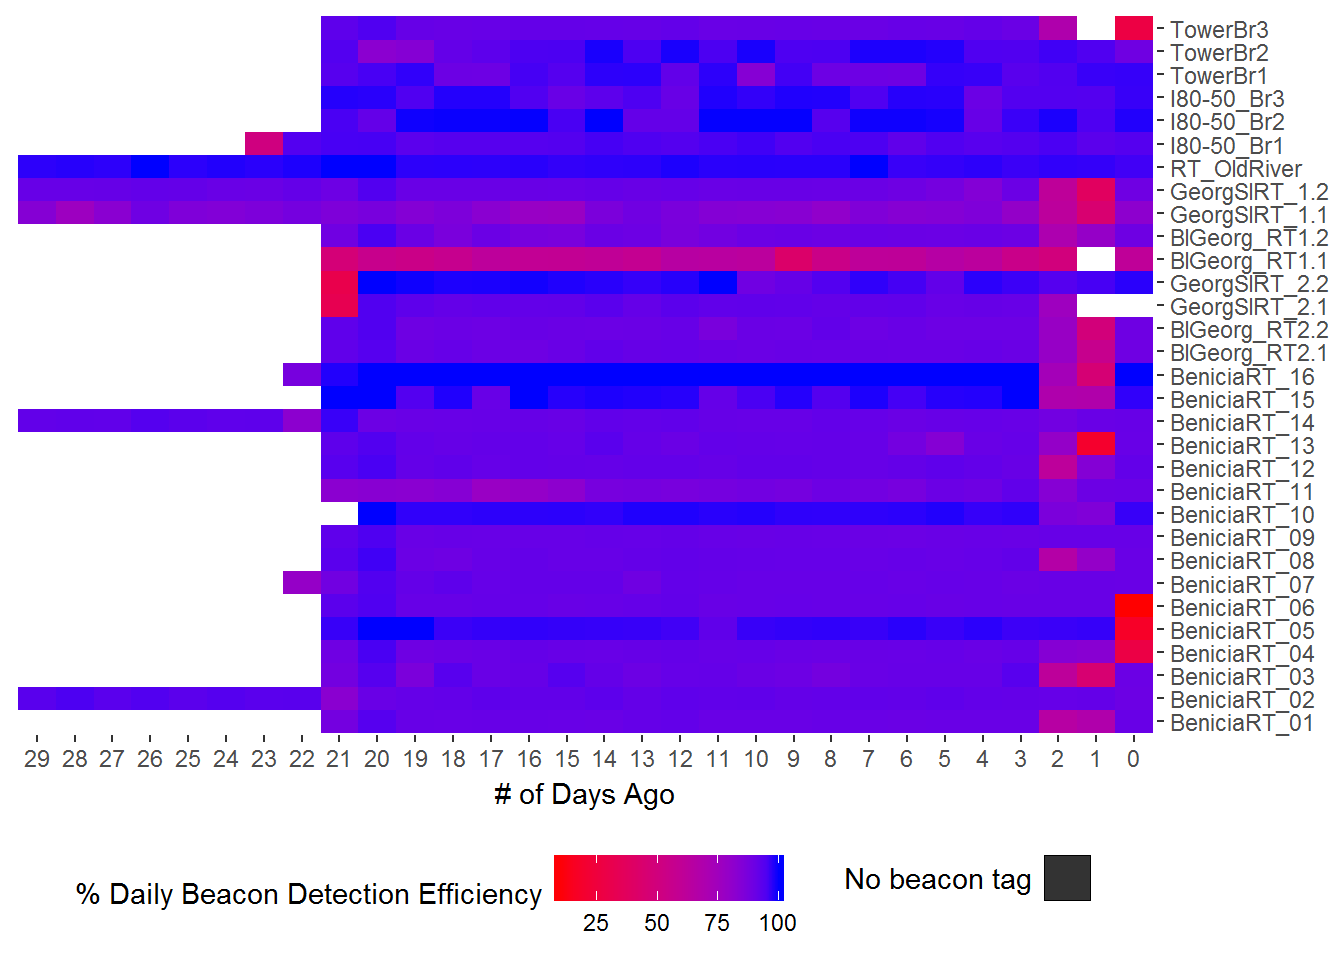 TowerBr3
TowerBr2
TowerBr1
I80-50_Br3
I80-50_Br2
I80-50_Br1
RT_OldRiver
GeorgSlRT_1.2
GeorgSlRT_1.1
BlGeorg_RT1.2
BlGeorg_RT1.1
GeorgSlRT_2.2
GeorgSlRT_2.1
BlGeorg_RT2.2
BlGeorg_RT2.1
BeniciaRT_16
BeniciaRT_15
BeniciaRT_14
BeniciaRT_13
BeniciaRT_12
BeniciaRT_11
BeniciaRT_10
BeniciaRT_09
BeniciaRT_08
BeniciaRT_07
BeniciaRT_06
BeniciaRT_05
BeniciaRT_04
BeniciaRT_03
BeniciaRT_02
BeniciaRT_01
29 28 27 26 25 24 23 22 21 20 19 18 17 16 15 14 13 12 11 10 9 8 7 6 5 4 3 2 1 0
# of Days Ago
% Daily Beacon Detection Efficiency
25 50 75 100
No beacon tag